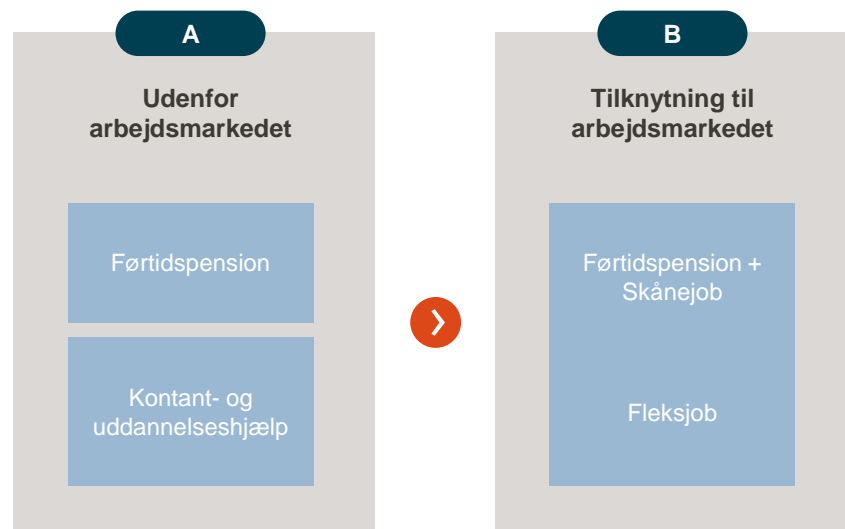 A
Udenfor
arbejdsmarkedet
Førtidspension
Kontant- og
uddannelseshjælp
B
Tilknytning til
arbejdsmarkedet
Førtidspension +
Skånejob
Fleksjob